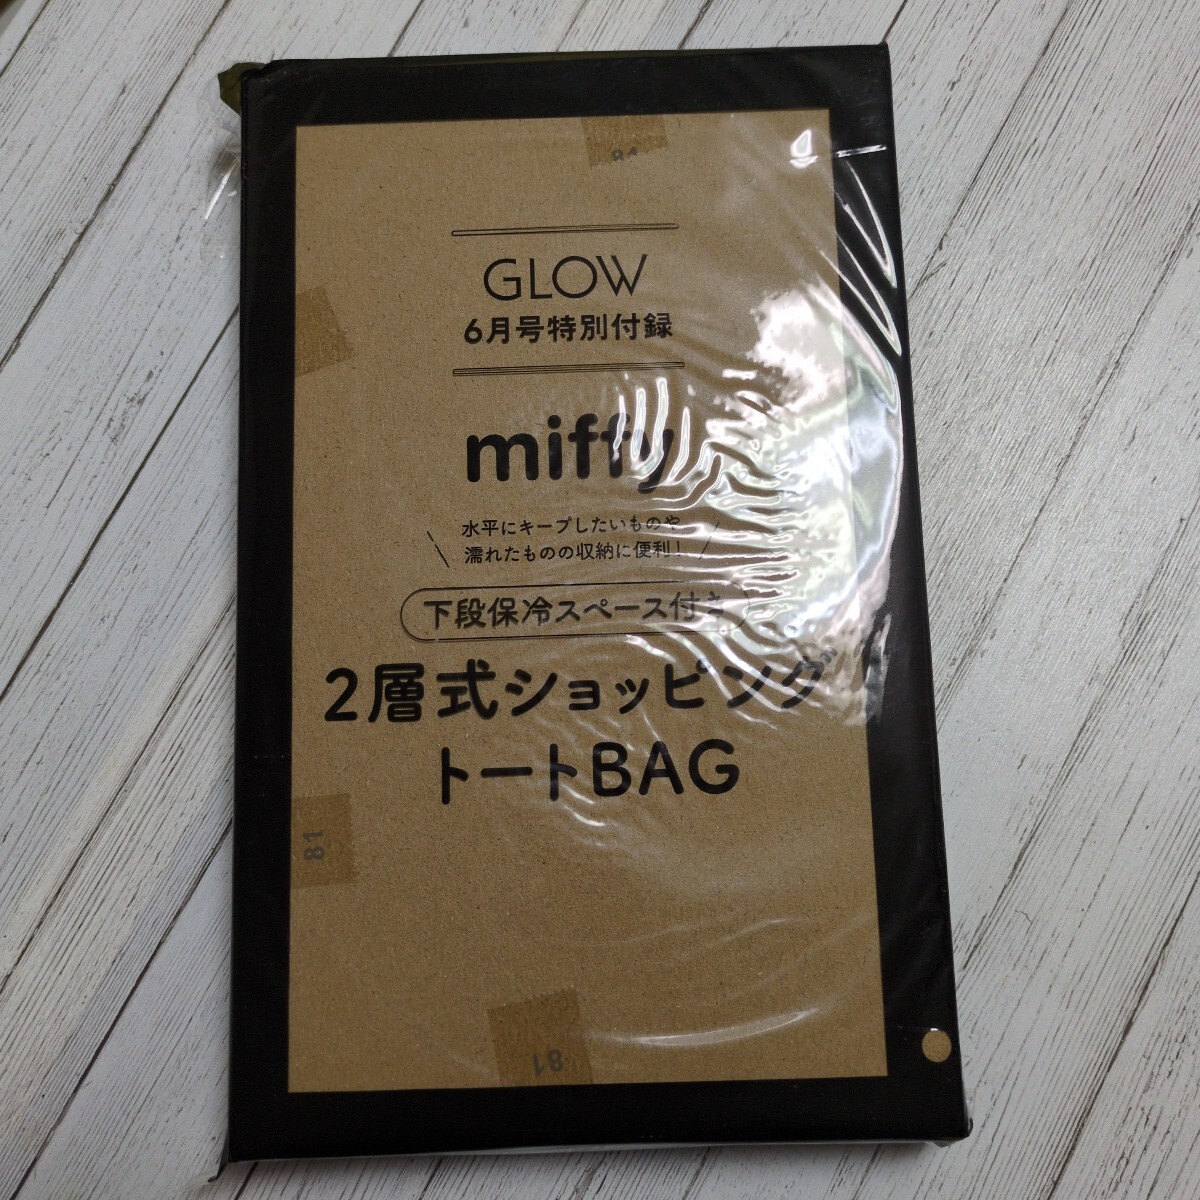 GLOW
6月号特別付録
miffy
水平にキープしたいものや
濡れたものの収納に便利!
下段保冷スペース付き
2層式ショッピング
トートBAG
81
81